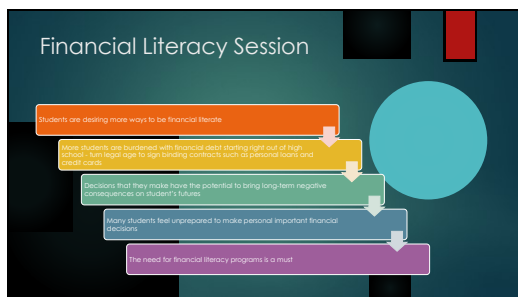 Financial Literacy Session
Students are desiring more ways to be financial literate
More students are burdened with financial debt starting right out of high
school - turn legal age to sign binding contracts such as personal loans and
credit cards
Decisions that they make have the potential to bring long-term negative
consequences on student's futures
Many students feel unprepared to make personal important financial
decisions
The need for financial literacy programs is a must